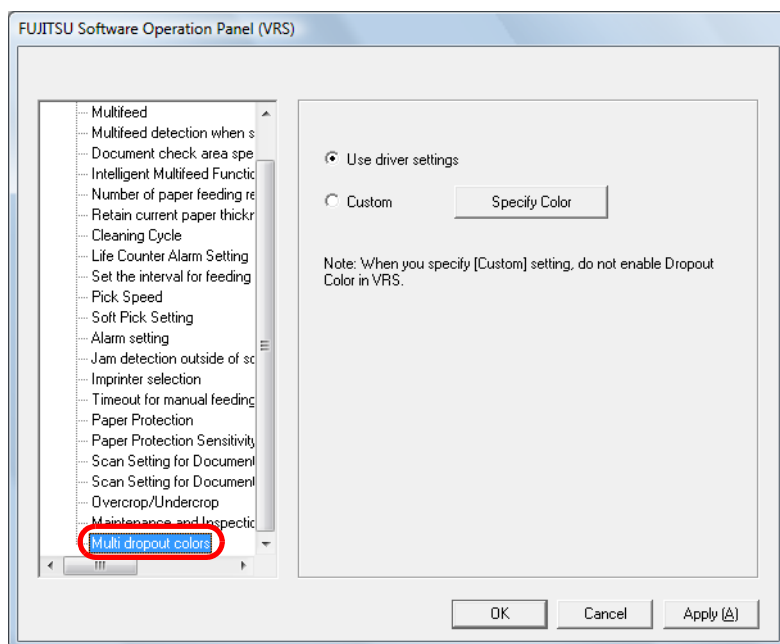 FUJITSU Software Operation Panel (VRS)
Multifeed
Multifeed detection when s
Document check area spe
Intelligent Multifeed Functic
Number of paper feeding re
Retain current paper thickr
Cleaning Cycle
Life Counter Alarm Setting
Set the interval for feeding
Pick Speed
Soft Pick Setting
Alarm setting
Jam detection outside of sc
Imprinter selection
Timeout for manual feeding
Paper Protection
Paper Protection Sensitivity
Scan Setting for Document
Scan Setting for Document
Overcrop/Undercrop
Maintenance and Inspectic
Multi dropout colors
Use driver settings
Custom
Specify Color
Note: When you specify [Custom] setting, do not enable Dropout
Color in VRS.
OK
Cancel
Apply (A)